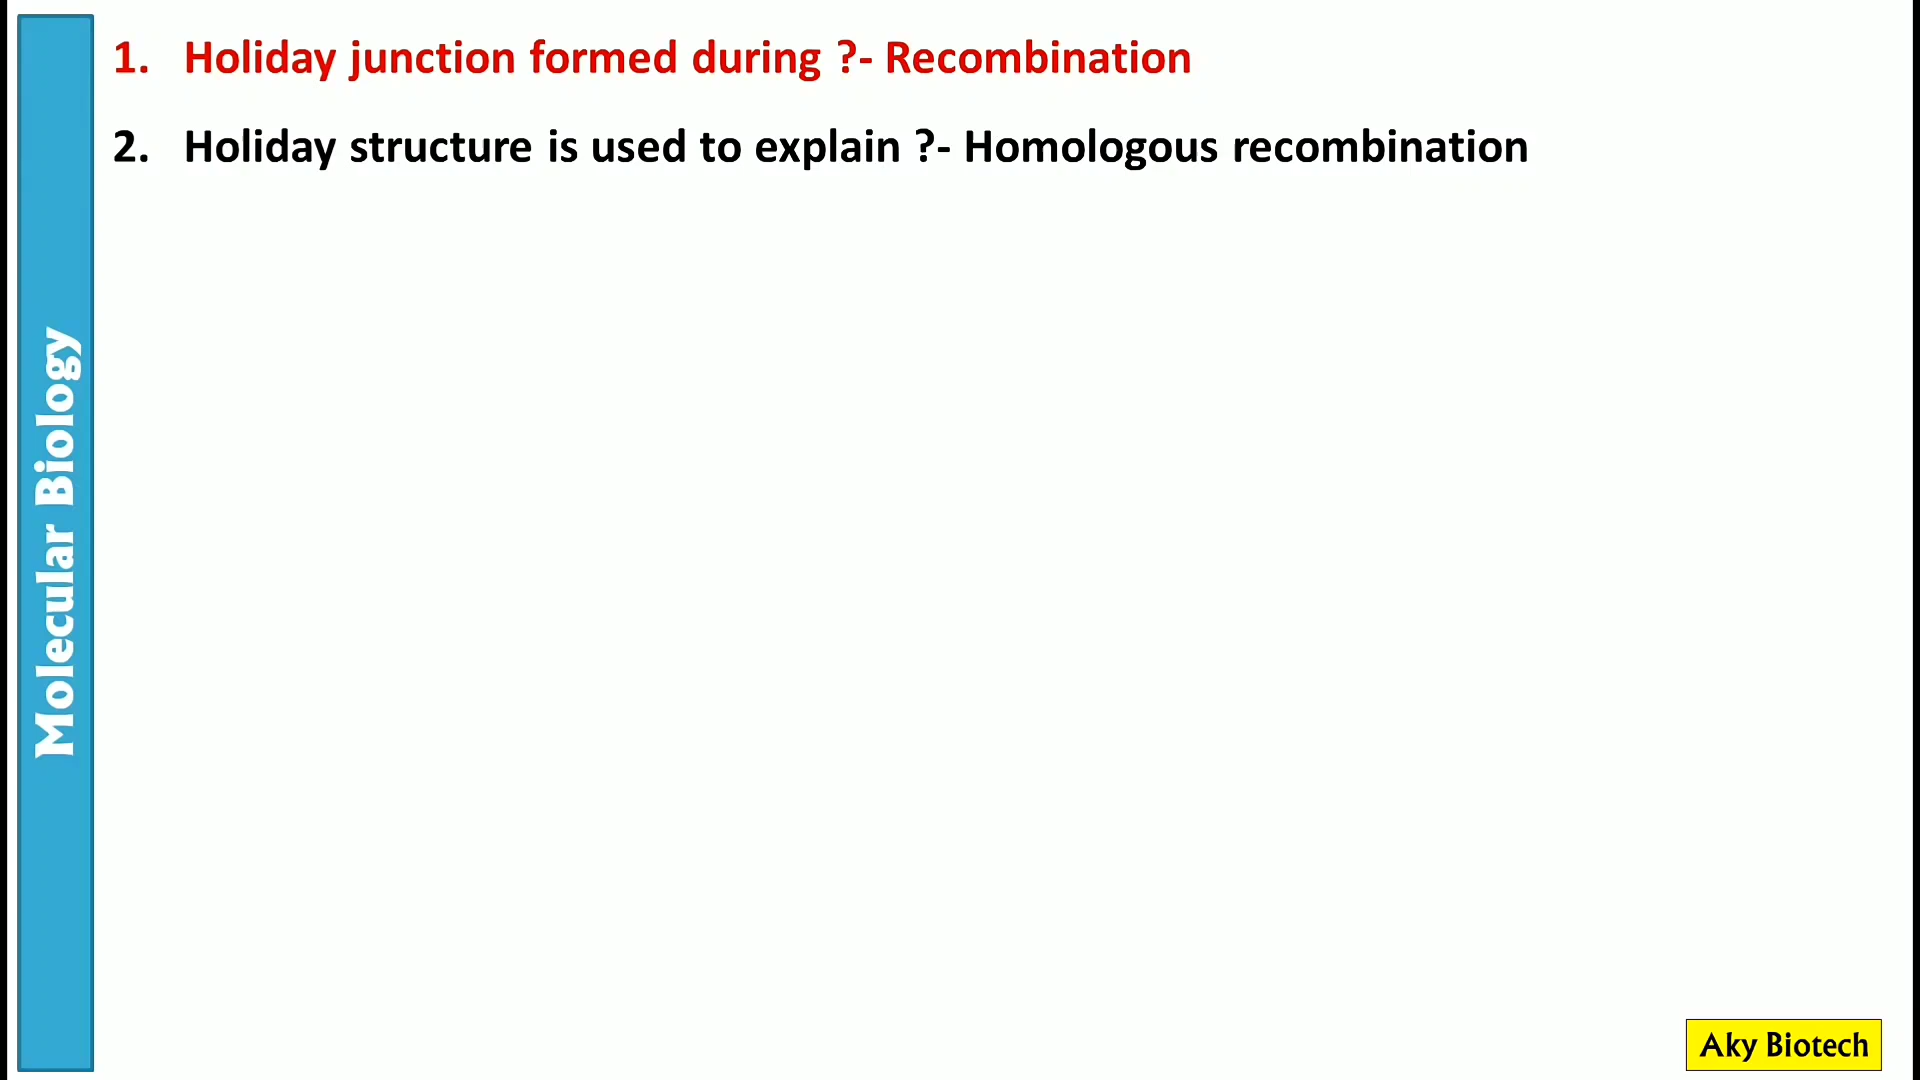 1. Holiday junction formed during ?- Recombination
2. Holiday structure is used to explain ?- Homologous recombination
Molecular Biology
Aky Biotech